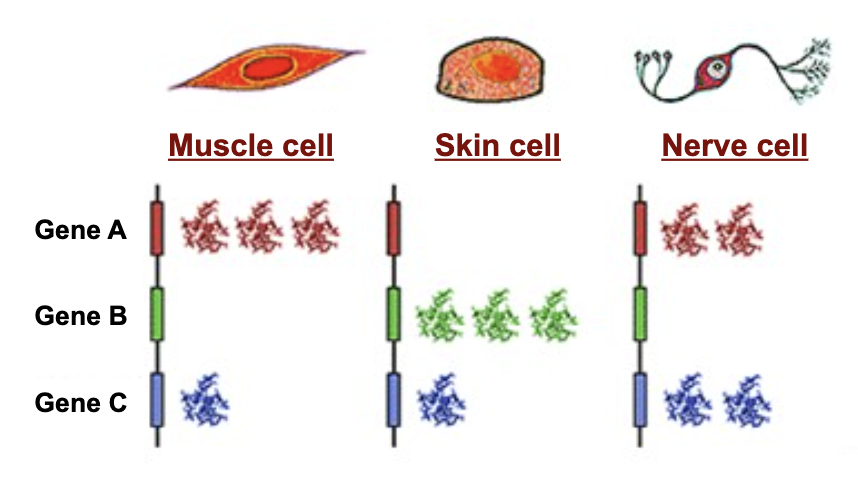 Muscle cell
Skin cell
Nerve cell
Gene A
Gene B
Gene C